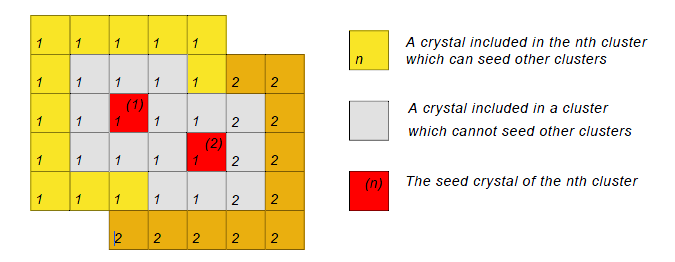 1 1 1 1 1
1 1 1 1 1 2 2
(1)
1 1 1 1 1 2 2
(2)
1 1 1 1 1 2 2
1 1 1 1 1 2 2
2 2 2 2 2
n
A crystal included in the nth cluster
which can seed other clusters
A crystal included in a cluster
which cannot seed other clusters
(n)
The seed crystal of the nth cluster